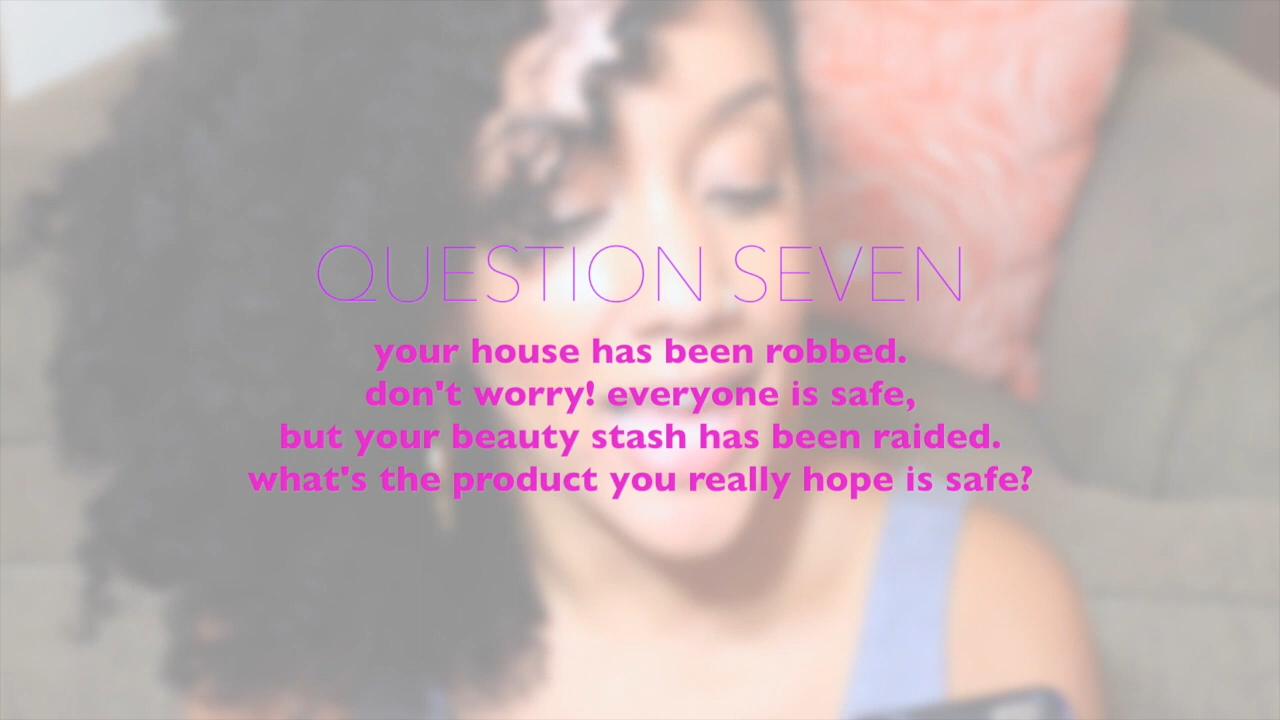 QUESTION SEVEN
your house has been robbed.
don't worry! everyone is safe,
but your beauty stash has been raided.
what's the product you really hope is safe?